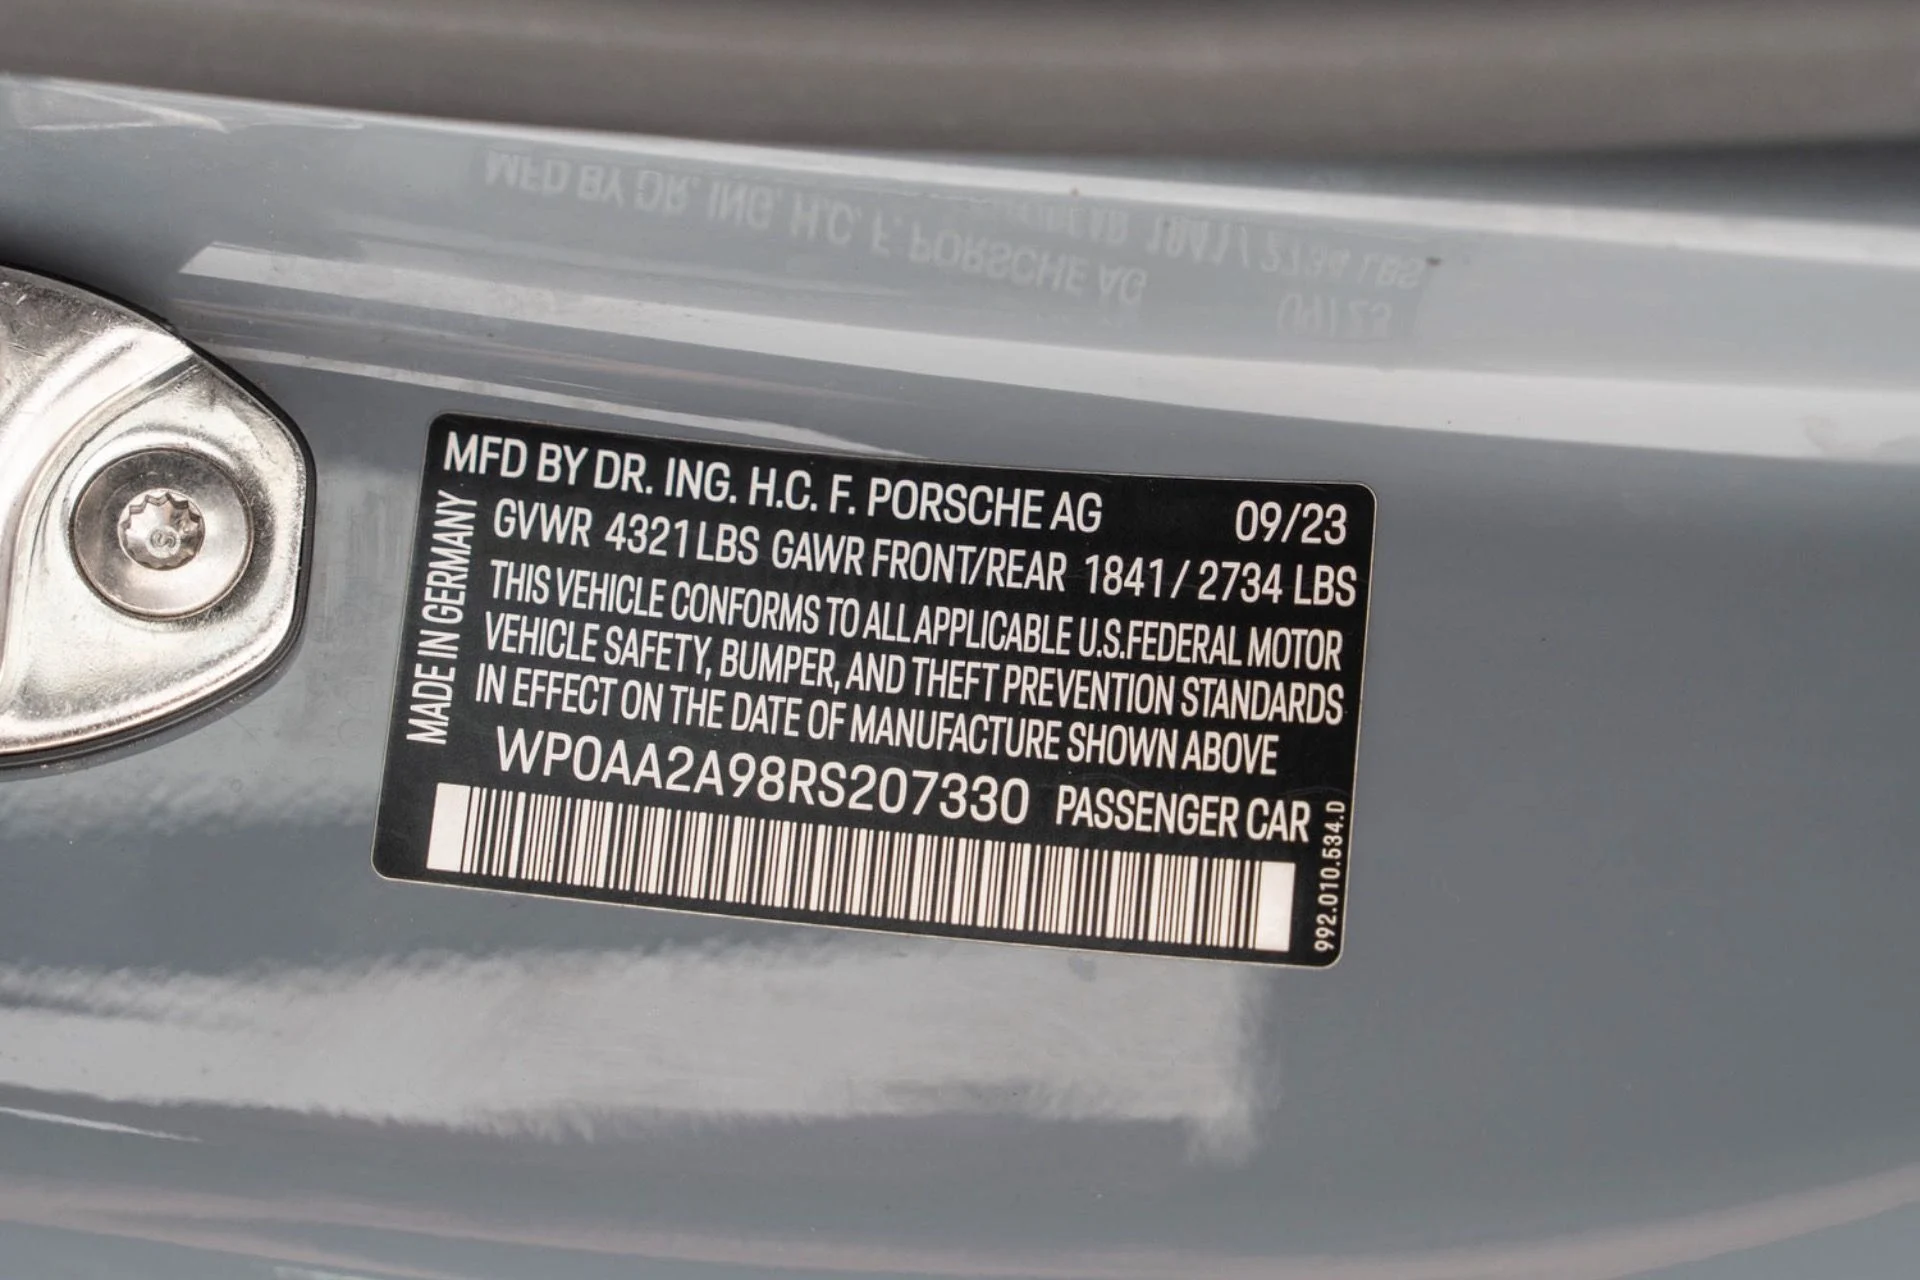 MFD BY DR. ING. H.C. F. PORSCHE AG 09/23
GVWR 4321 LBS GAWR FRONT/REAR 1841 / 2734 LBS
THIS VEHICLE CONFORMS TO ALL APPLICABLE U.S.FEDERAL MOTOR
VEHICLE SAFETY, BUMPER, AND THEFT PREVENTION STANDARDS
IN EFFECT ON THE DATE OF MANUFACTURE SHOWN ABOVE
WP0AA2A98RS207330 PASSENGER CAR
MADE IN GERMANY
992.010.534.D